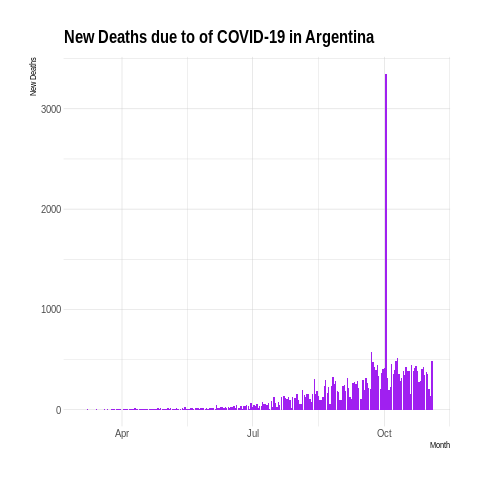 New Deaths due to of COVID-19 in Argentina
New Deaths
3000
2000
1000
0
Apr
Jul
Oct
Month